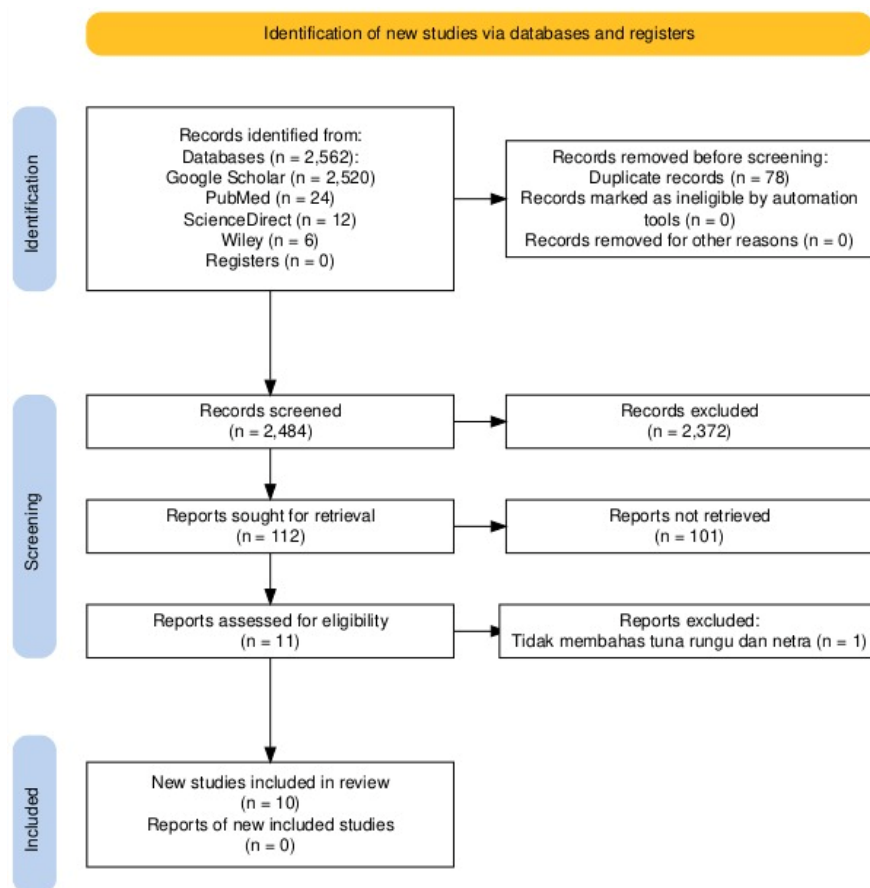 Identification of new studies via databases and registers
Identification
Records identified from:
Databases (n = 2,562):
Google Scholar (n = 2,520)
PubMed (n = 24)
ScienceDirect (n = 12)
Wiley (n = 6)
Registers (n = 0)
Records removed before screening:
Duplicate records (n = 78)
Records marked as ineligible by automation
tools (n = 0)
Records removed for other reasons (n = 0)
Screening
Records screened
(n = 2,484)
Records excluded
(n = 2,372)
Reports sought for retrieval
(n = 112)
Reports not retrieved
(n = 101)
Reports assessed for eligibility
(n = 11)
Reports excluded:
Tidak membahas tuna rungu dan netra (n = 1)
Included
New studies included in review
(n = 10)
Reports of new included studies
(n = 0)